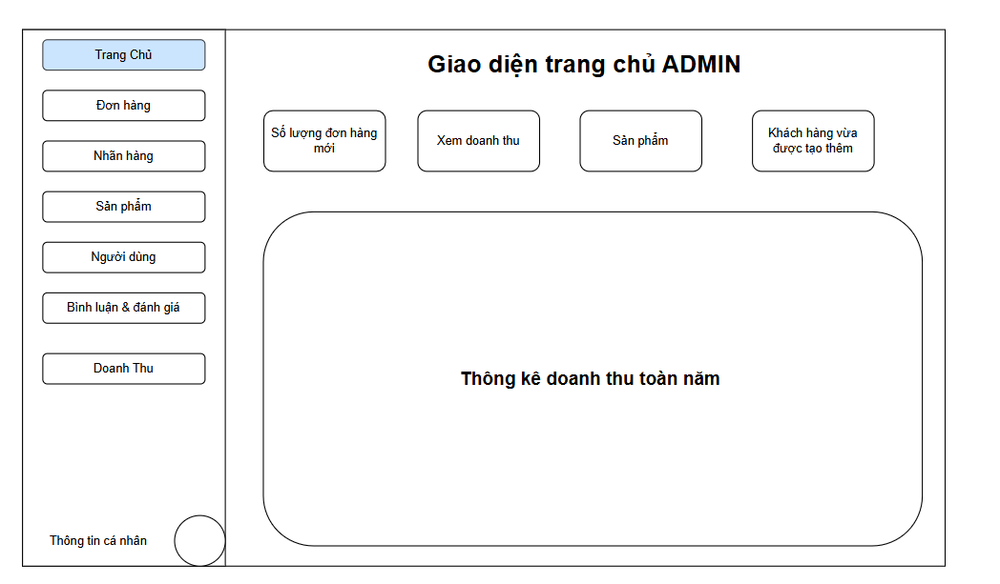 Trang Chủ
Đơn hàng
Nhãn hàng
Sản phẩm
Người dùng
Bình luận & đánh giá
Doanh Thu
Thông tin cá nhân
Giao diện trang chủ ADMIN
Số lượng đơn hàng
mới
Xem doanh thu
Sản phẩm
Khách hàng vừa
được tạo thêm
Thông kê doanh thu toàn năm